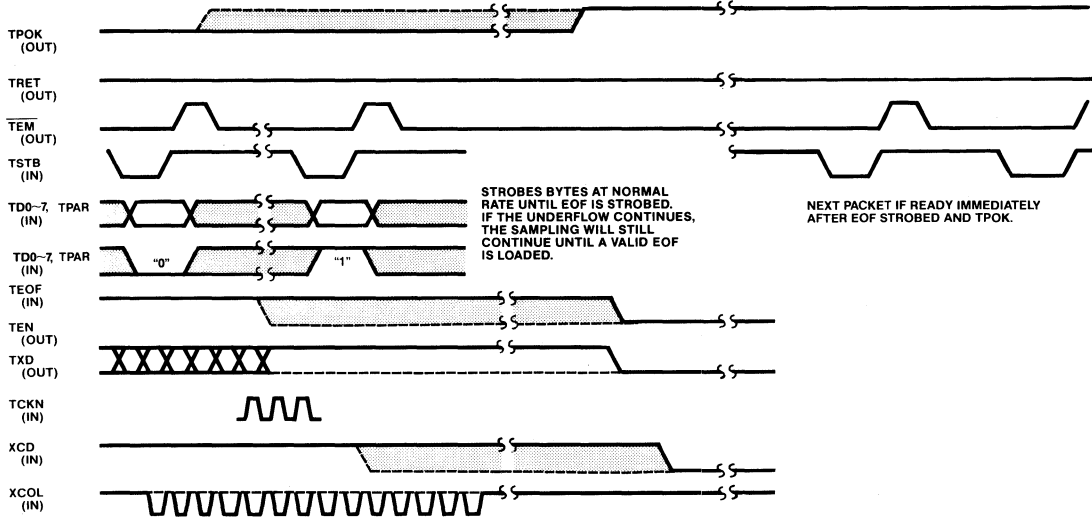 TPOK
(OUT)
TRET
(OUT)
TEM
(OUT)
TSTB
(IN)
TD0~7, TPAR
(IN)
STROBES BYTES AT NORMAL
RATE UNTIL EOF IS STROBED.
IF THE UNDERFLOW CONTINUES,
THE SAMPLING WILL STILL
CONTINUE UNTIL A VALID EOF
IS LOADED.
NEXT PACKET IF READY IMMEDIATELY
AFTER EOF STROBED AND TPOK.
TD0~7, TPAR
(IN)
"0"
"1"
TEOF
(IN)
TEN
(OUT)
TXD
(OUT)
TCKN
(IN)
XCD
(IN)
XCOL
(IN)